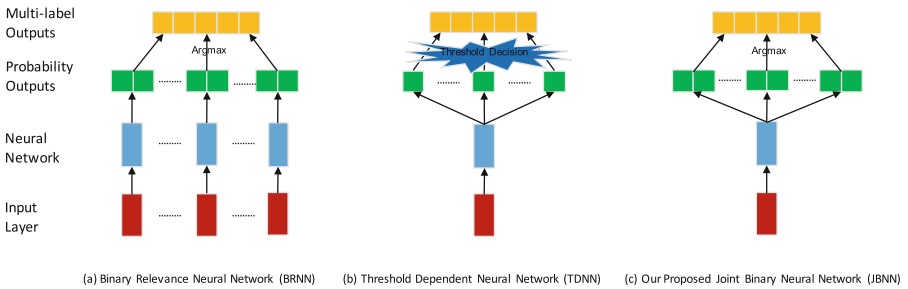 Multi-label
Outputs
Argmax
Threshold Decision
Argmax
Probability
Outputs
Neural
Network
Input
Layer
(a) Binary Relevance Neural Network (BRNN)
(b) Threshold Dependent Neural Network (TDNN)
(c) Our Proposed Joint Binary Neural Network (JBNN)